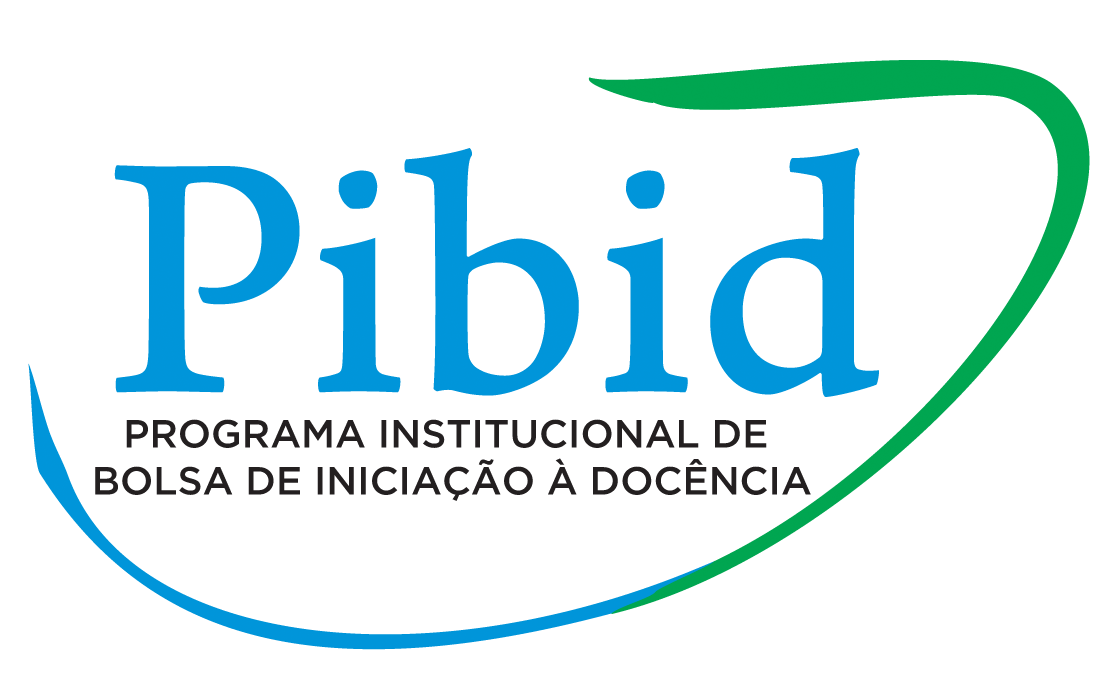 Pibid
PROGRAMA INSTITUCIONAL DE
BOLSA DE INICIAÇÃO À DOCÊNCIA